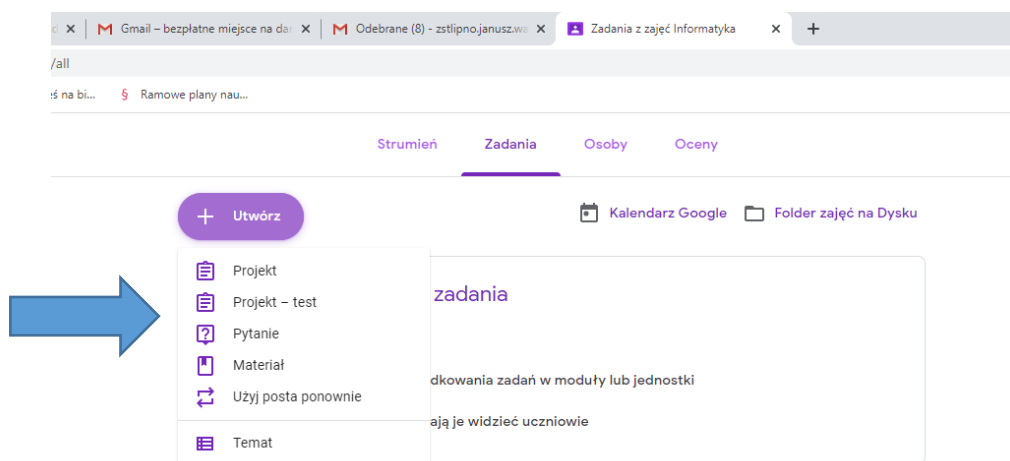 Gmail – bezpłatne miejsce na da Odebrane (8) - zstlipno.janusz.wa Zadania z zajęć Informatyka
/all
ś na bi... § Ramowe plany nau...
Strumień Zadania Osoby Oceny
+ Utwórz Kalendarz Google Folder zajęć na Dysku
Projekt
zadania
Projekt – test
Pytanie
Materiał
dkowania zadań w moduły lub jednostki
Użyj posta ponownie
ają je widzieć uczniowie
Temat